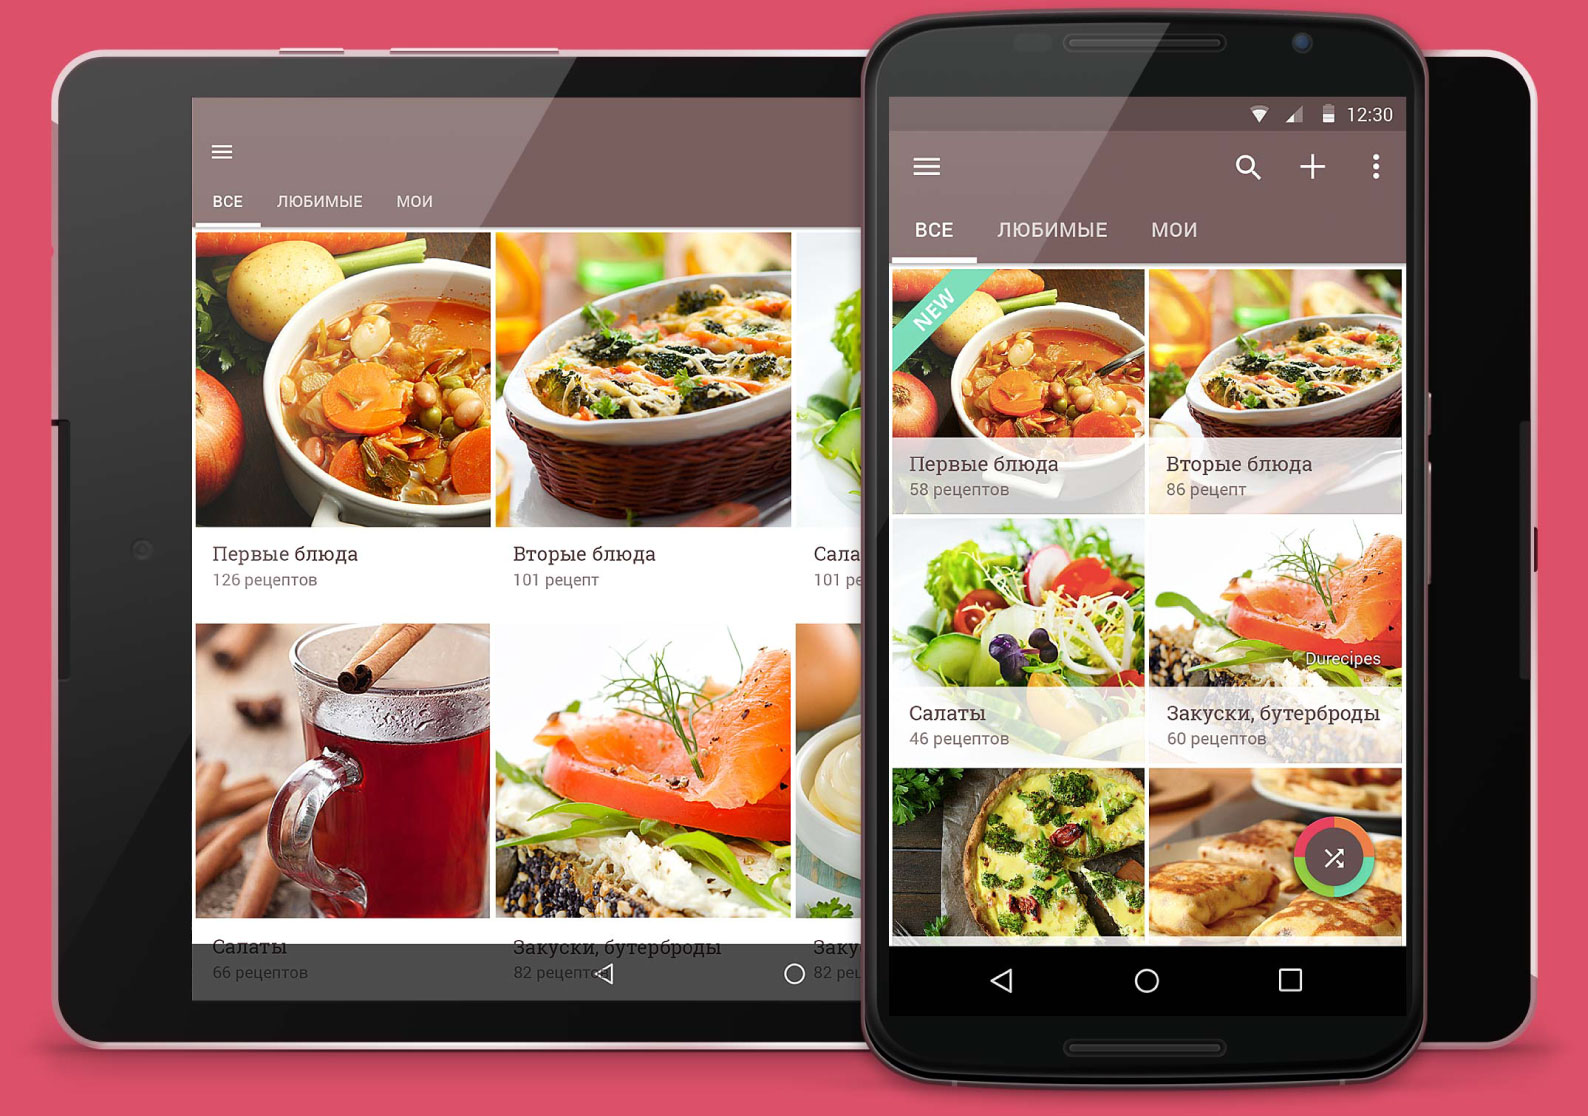 ВСЕ ЛЮБИМЫЕ МОИ
Первые блюда
126 рецептов
Вторые блюда
101 рецепт
Сала
101 ре
Салаты
66 рецептов
Закуски, бутерброды
82 рецептов
Заку
82 рец
12:30
ВСЕ ЛЮБИМЫЕ МОИ
NEW
Первые блюда
58 рецептов
Вторые блюда
86 рецепт
Durecipes
Салаты
46 рецептов
Закуски, бутерброды
60 рецептов